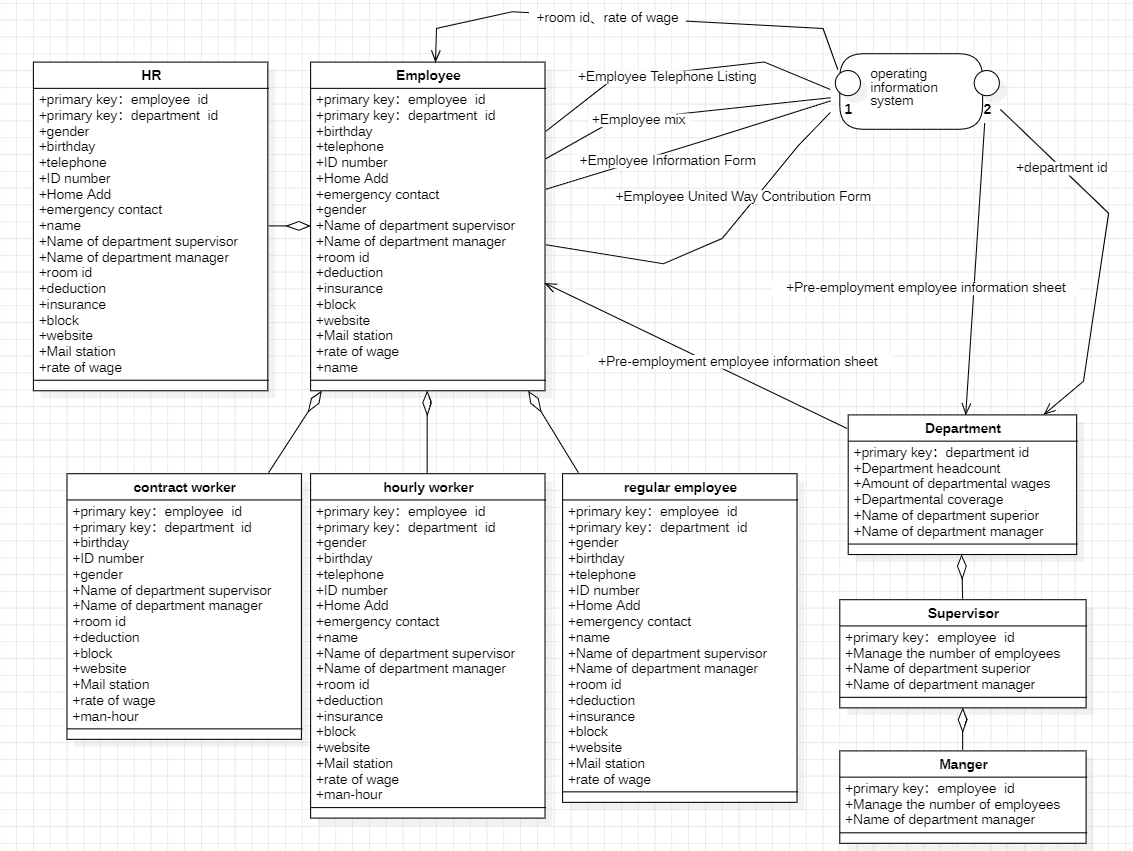 +room id、rate of wage
HR
+primary key：employee  id
+primary key：department  id
+gender
+birthday
+telephone
+ID number
+Home Add
+emergency contact
+name
+Name of department supervisor
+Name of department manager
+room id
+deduction
+insurance
+block
+website
+Mail station
+rate of wage
Employee
+primary key：employee  id
+primary key：department  id
+birthday
+telephone
+ID number
+Home Add
+emergency contact
+gender
+Name of department supervisor
+Name of department manager
+room id
+deduction
+insurance
+block
+website
+Mail station
+rate of wage
+name
+Employee Telephone Listing
+Employee mix
+Employee Information Form
+Employee United Way Contribution Form
operating
information
system
1
2
+department id
+Pre-employment employee information sheet
+Pre-employment employee information sheet
Department
+primary key：department id
+Department headcount
+Amount of departmental wages
+Departmental coverage
+Name of department superior
+Name of department manager
contract worker
+primary key：employee  id
+primary key：department  id
+birthday
+ID number
+gender
+Name of department supervisor
+Name of department manager
+room id
+deduction
+block
+website
+Mail station
+rate of wage
+man-hour
hourly worker
+primary key：employee  id
+primary key：department  id
+gender
+birthday
+telephone
+ID number
+Home Add
+emergency contact
+name
+Name of department supervisor
+Name of department manager
+room id
+deduction
+insurance
+block
+website
+Mail station
+rate of wage
+man-hour
regular employee
+primary key：employee  id
+primary key：department  id
+gender
+birthday
+telephone
+ID number
+Home Add
+emergency contact
+name
+Name of department supervisor
+Name of department manager
+room id
+deduction
+insurance
+block
+website
+Mail station
+rate of wage
Supervisor
+primary key：employee  id
+Manage the number of employees
+Name of department superior
+Name of department manager
Manger
+primary key：employee  id
+Manage the number of employees
+Name of department manager